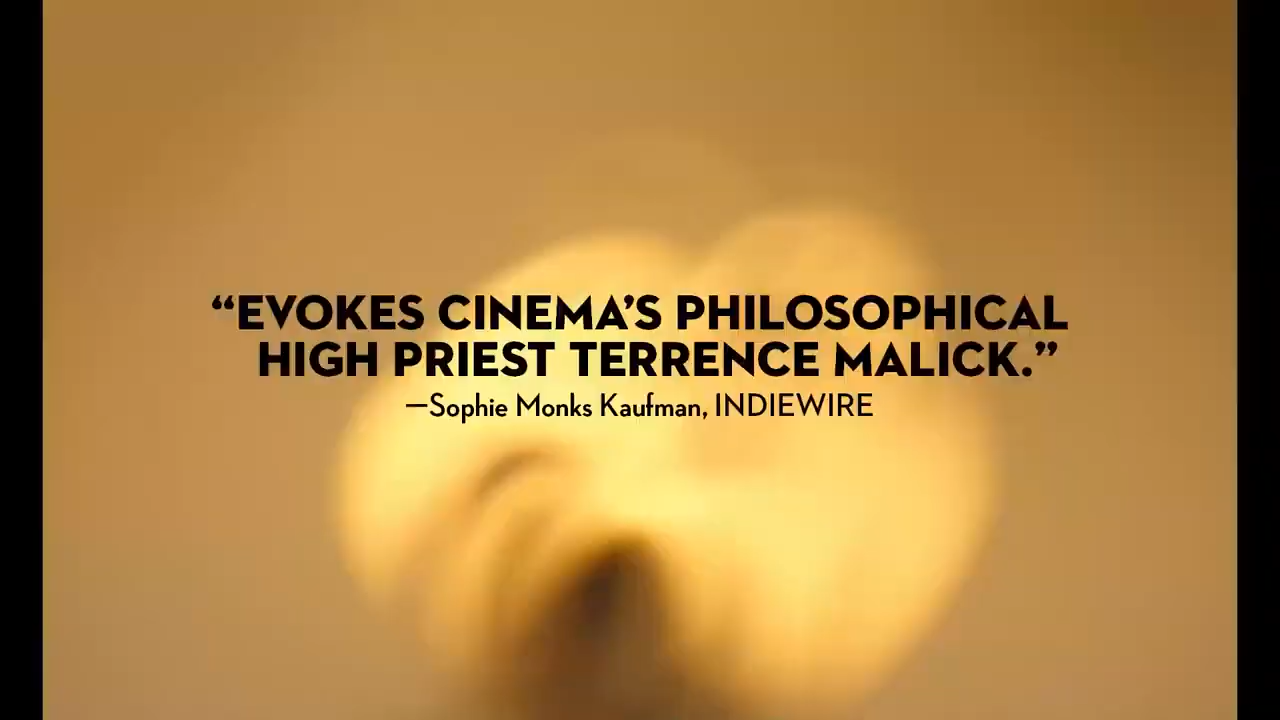 “EVOKES CINEMA’S PHILOSOPHICAL
HIGH PRIEST TERRENCE MALICK.”
—Sophie Monks Kaufman, INDIEWIRE